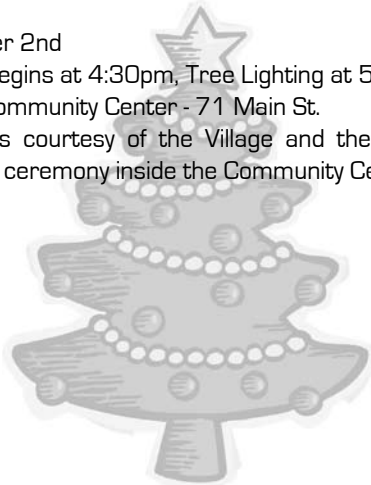 er 2nd
egins at 4:30pm, Tree Lighting at 5
ommunity Center - 71 Main St.
s courtesy of the Village and the
ceremony inside the Community Ce